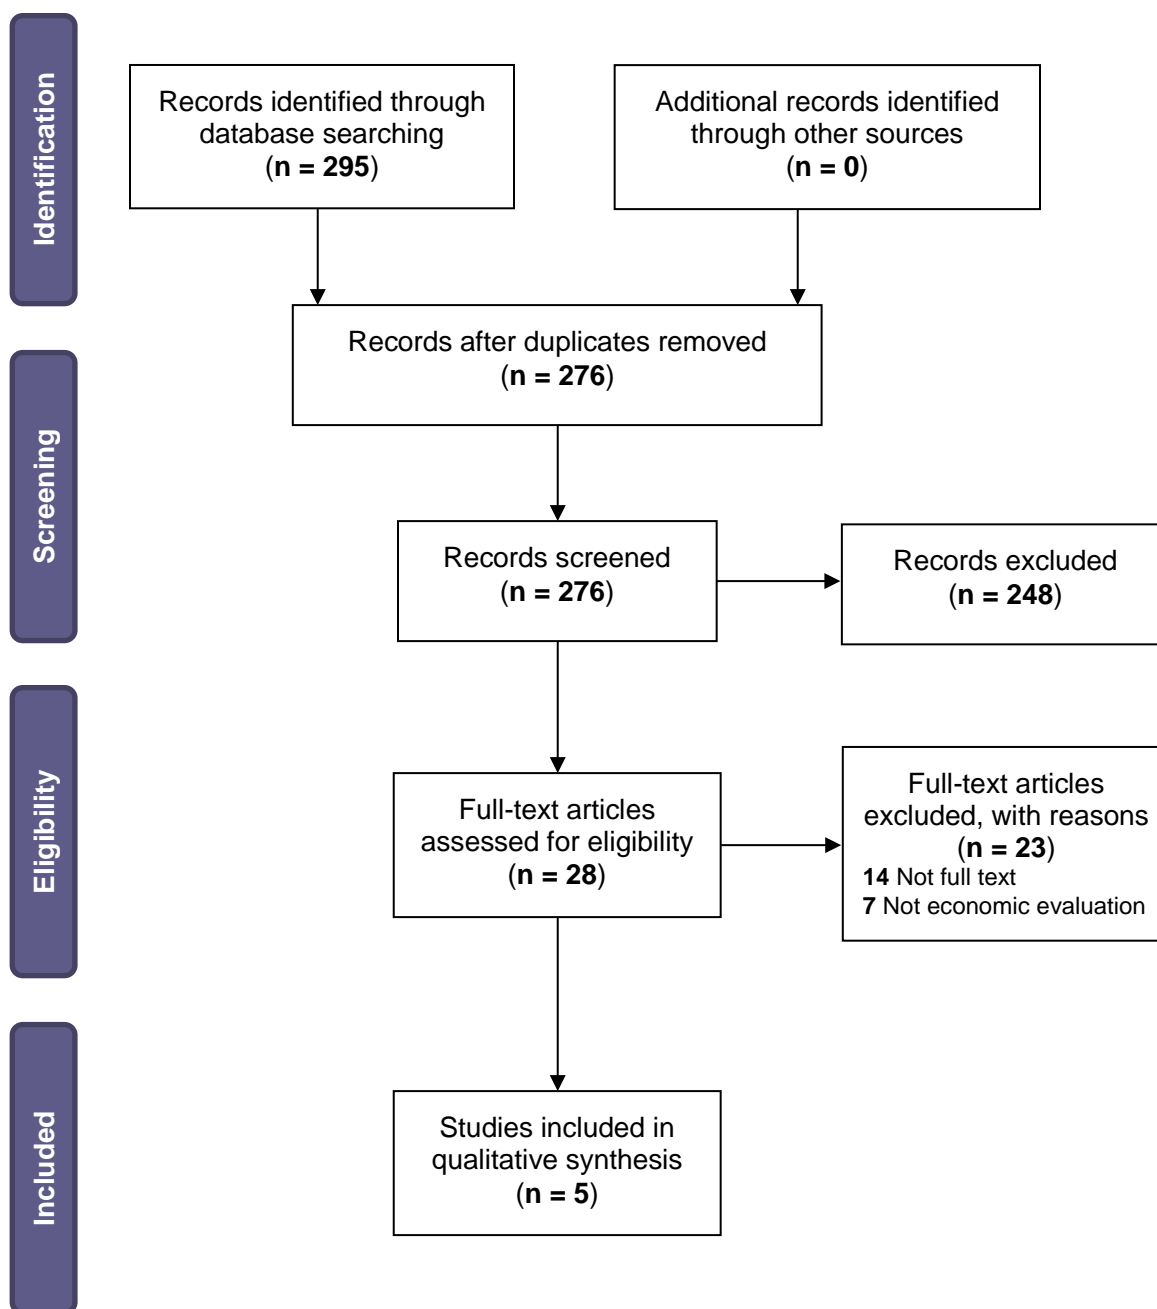 Identification
Records identified through
database searching
(n = 295)
Additional records identified
through other sources
(n = 0)
Records after duplicates removed
(n = 276)
Screening
Records screened
(n = 276)
Records excluded
(n = 248)
Eligibility
Full-text articles
assessed for eligibility
(n = 28)
Full-text articles
excluded, with reasons
(n = 23)
14 Not full text
7 Not economic evaluation
Included
Studies included in
qualitative synthesis
(n = 5)